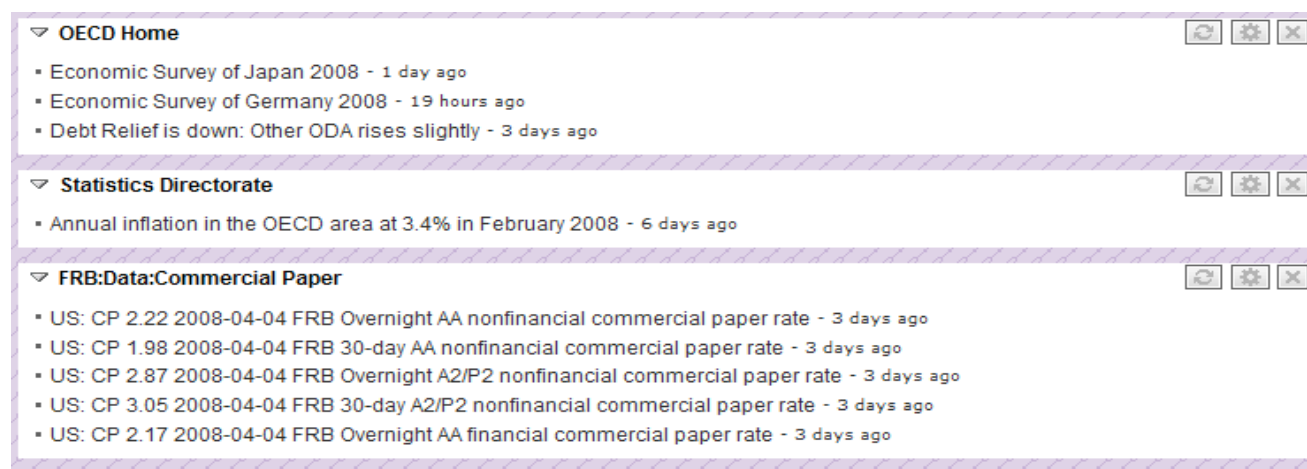 OECD Home
Economic Survey of Japan 2008 - 1 day ago
Economic Survey of Germany 2008 - 19 hours ago
Debt Relief is down: Other ODA rises slightly - 3 days ago
Statistics Directorate
Annual inflation in the OECD area at 3.4% in February 2008 - 6 days ago
FRB:Data:Commercial Paper
US: CP 2.22 2008-04-04 FRB Overnight AA nonfinancial commercial paper rate - 3 days ago
US: CP 1.98 2008-04-04 FRB 30-day AA nonfinancial commercial paper rate - 3 days ago
US: CP 2.87 2008-04-04 FRB Overnight A2/P2 nonfinancial commercial paper rate - 3 days ago
US: CP 3.05 2008-04-04 FRB 30-day A2/P2 nonfinancial commercial paper rate - 3 days ago
US: CP 2.17 2008-04-04 FRB Overnight AA financial commercial paper rate - 3 days ago